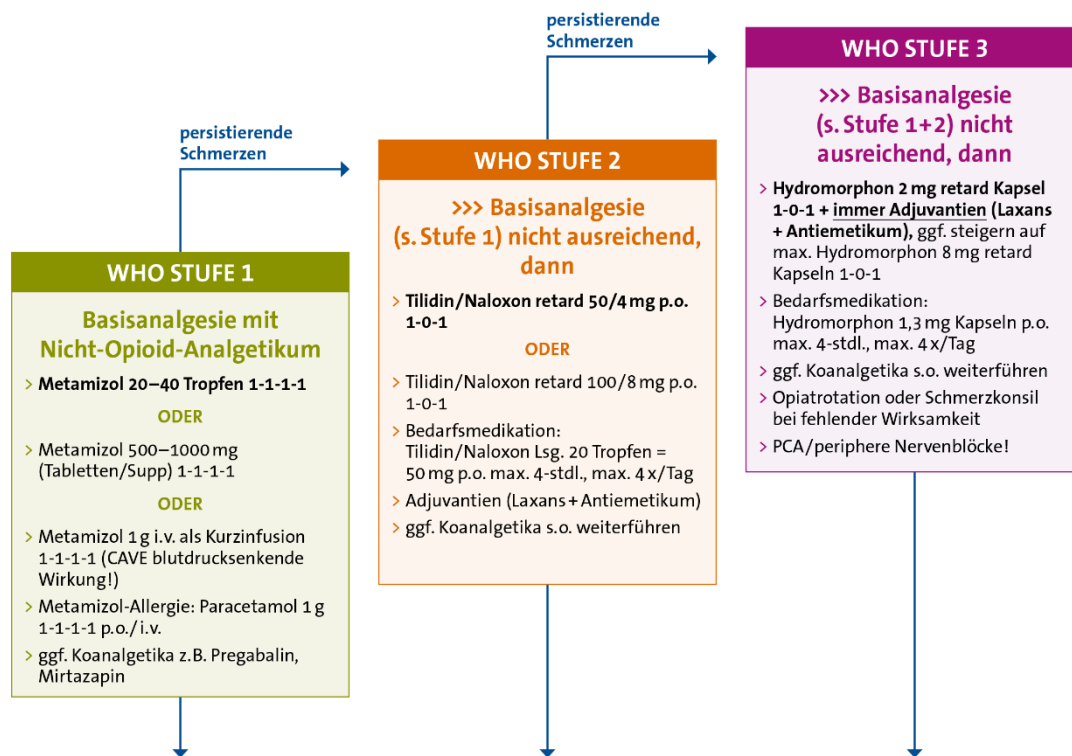 persistierende
Schmerzen
WHO STUFE 1
Basisanalgesie mit
Nicht-Opioid-Analgetikum
> Metamizol 20–40 Tropfen 1-1-1-1
ODER
> Metamizol 500–1000 mg
(Tabletten/Supp) 1-1-1-1
ODER
> Metamizol 1 g i.v. als Kurzinfusion
1-1-1-1 (CAVE blutdrucksenkende
Wirkung!)
> Metamizol-Allergie: Paracetamol 1 g
1-1-1-1 p.o./i.v.
> ggf. Koanalgetika z.B. Pregabalin,
Mirtazapin
persistierende
Schmerzen
WHO STUFE 2
>>> Basisanalgesie
(s. Stufe 1) nicht ausreichend,
dann
> Tilidin/Naloxon retard 50/4 mg p.o.
1-0-1
ODER
> Tilidin/Naloxon retard 100/8 mg p.o.
1-0-1
> Bedarfsmedikation:
Tilidin/Naloxon Lsg. 20 Tropfen =
50 mg p.o. max. 4-stdl., max. 4 x/Tag
> Adjuvantien (Laxans + Antiemetikum)
> ggf. Koanalgetika s.o. weiterführen
WHO STUFE 3
>>> Basisanalgesie
(s. Stufe 1+2) nicht
ausreichend, dann
> Hydromorphon 2 mg retard Kapsel
1-0-1 + immer Adjuvantien (Laxans
+ Antiemetikum), ggf. steigern auf
max. Hydromorphon 8 mg retard
Kapseln 1-0-1
> Bedarfsmedikation:
Hydromorphon 1,3 mg Kapseln p.o.
max. 4-stdl., max. 4 x/Tag
> ggf. Koanalgetika s.o. weiterführen
> Opiatrotation oder Schmerzkonsil
bei fehlender Wirksamkeit
> PCA/periphere Nervenblöcke!